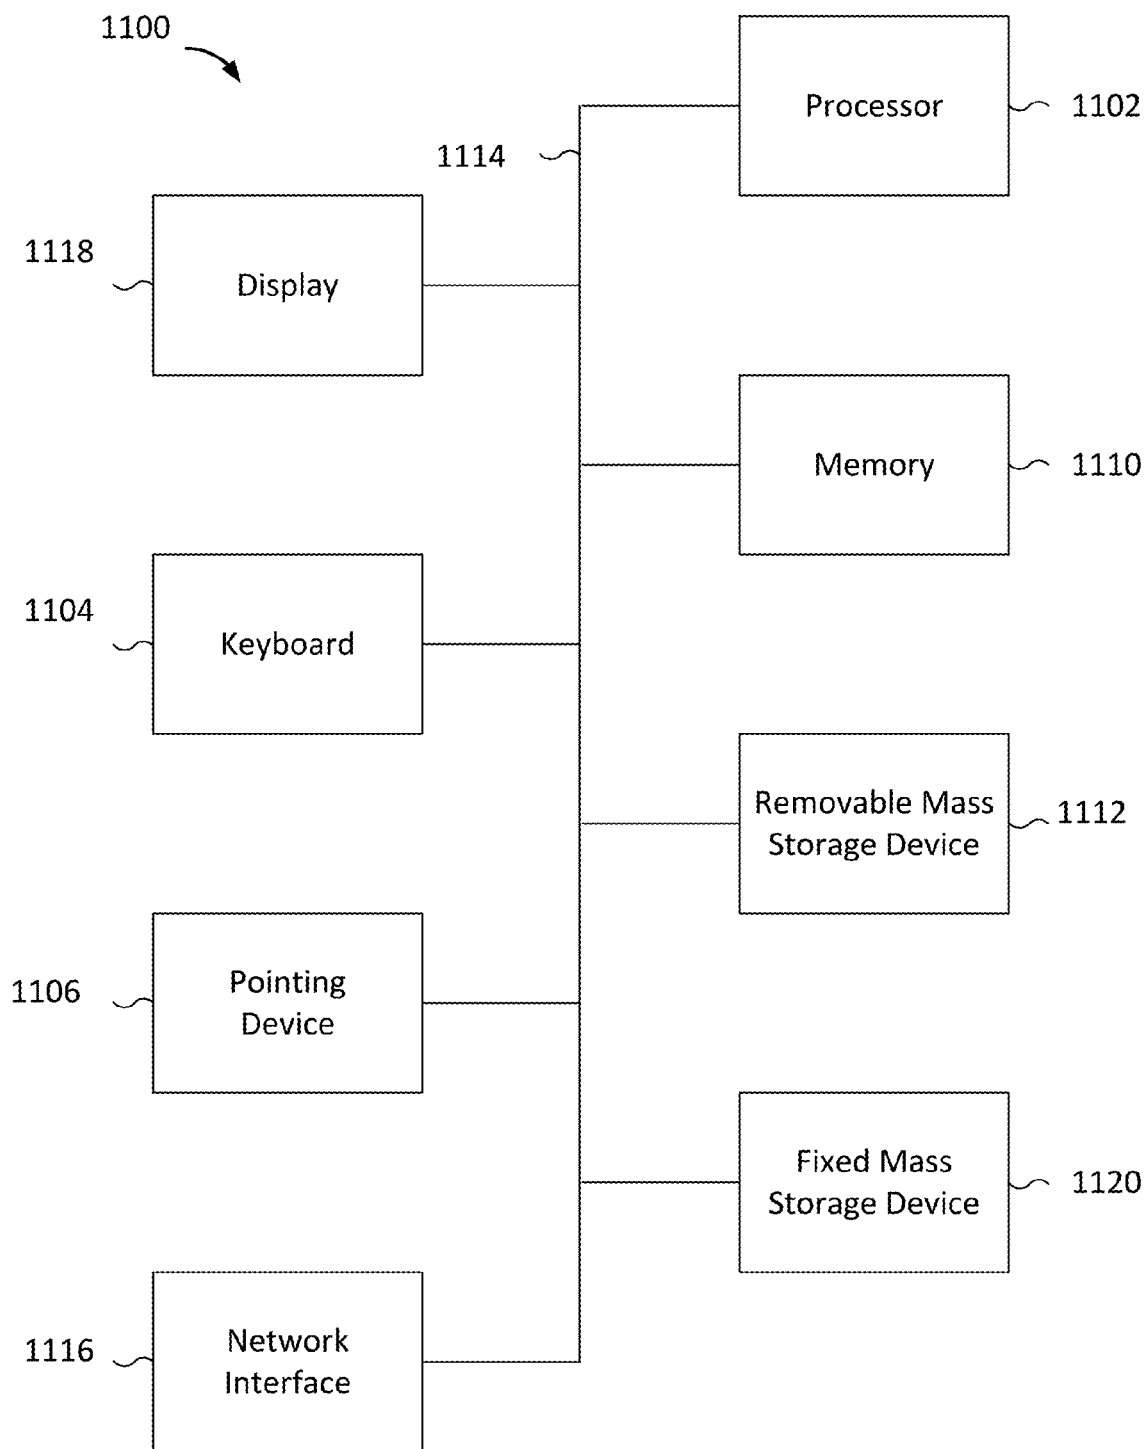 1100
Processor
1102
1114
1118
Display
Memory
1110
1104
Keyboard
Removable Mass
Storage Device
1112
1106
Pointing
Device
Fixed Mass
Storage Device
1120
1116
Network
Interface